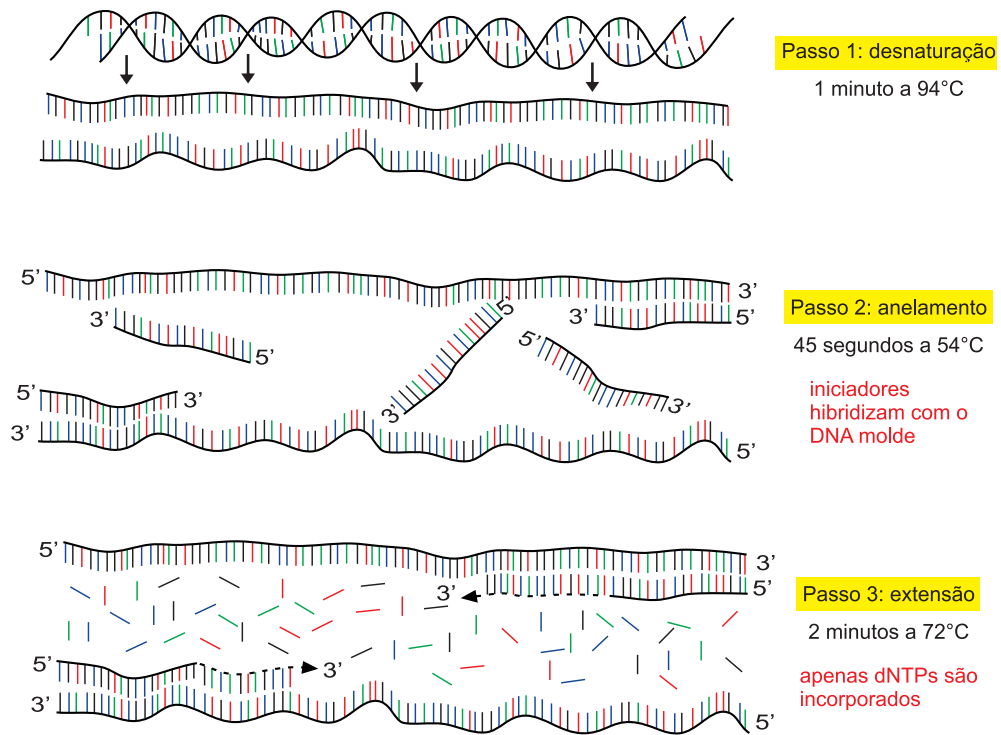 Passo 1: desnaturação
1 minuto a 94°C
5’
3’
3’
5’
5’
3’
5’
5’
3’
3’
5’
3’
3’
5’
Passo 2: anelamento
45 segundos a 54°C
iniciadores
hibridizam com o
DNA molde
5’
3’
3’
5’
5’
3’
3’
5’
Passo 3: extensão
2 minutos a 72°C
apenas dNTPs são
incorporados